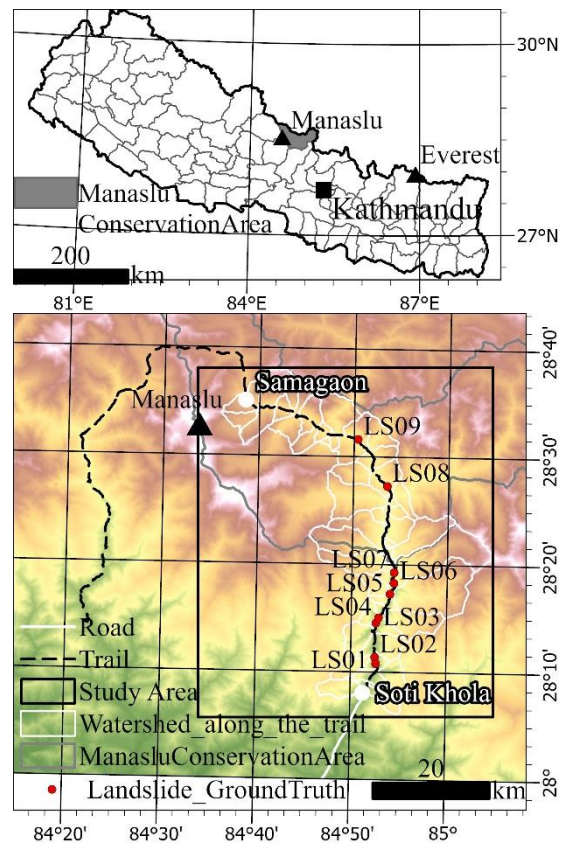 30°N
Manaslu
Everest
Manaslu
ConservationArea
Kathmandu
27°N
200
km
81°E 84°E 87°E
28°40'
Samagaon
Manaslu
LS09
28°30'
LS08
28°20'
LS07
LS06
LS05
LS04
LS03
Road
LS02
Trail
LS01
28°10'
Study Area
Soti Khola
Watershed_along_the_trail
ManasluConservationArea
20
Landslide_GroundTruth
km
28°
84°20' 84°30' 84°40' 84°50' 85°